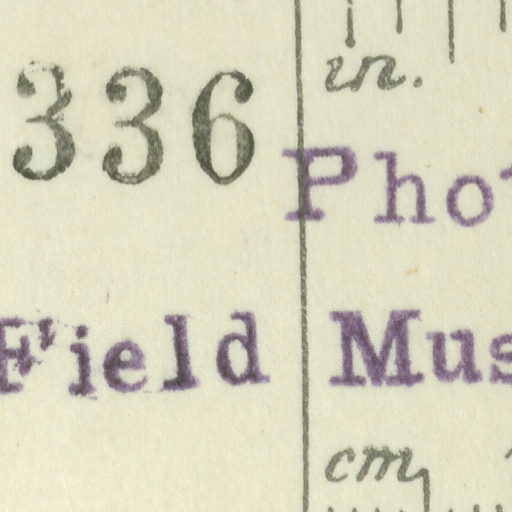 in.
336
Pho
Field Mus
cm